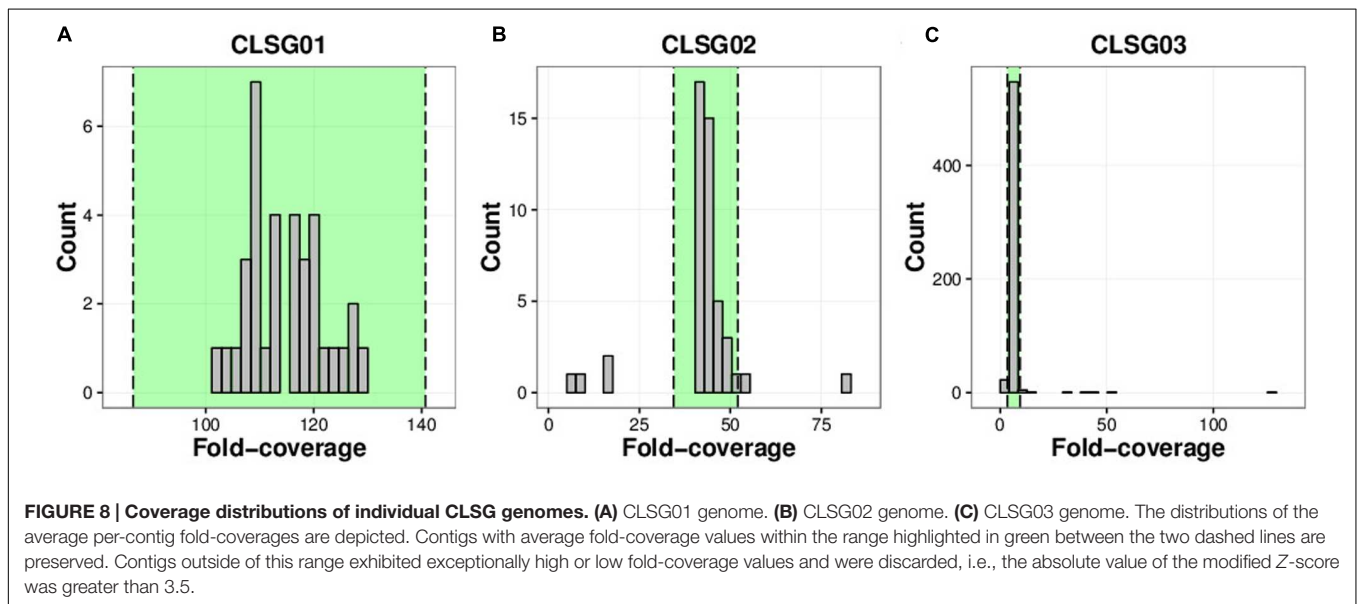 A
CLSG01
Count
6
4
2
0
100
120
140
Fold−coverage
B
CLSG02
Count
15
10
5
0
0
25
50
75
Fold−coverage
C
CLSG03
Count
400
200
0
0
50
100
Fold−coverage
FIGURE 8 | Coverage distributions of individual CLSG genomes. (A) CLSG01 genome. (B) CLSG02 genome. (C) CLSG03 genome. The distributions of the
average per-contig fold-coverages are depicted. Contigs with average fold-coverage values within the range highlighted in green between the two dashed lines are
preserved. Contigs outside of this range exhibited exceptionally high or low fold-coverage values and were discarded, i.e., the absolute value of the modified Z-score
was greater than 3.5.